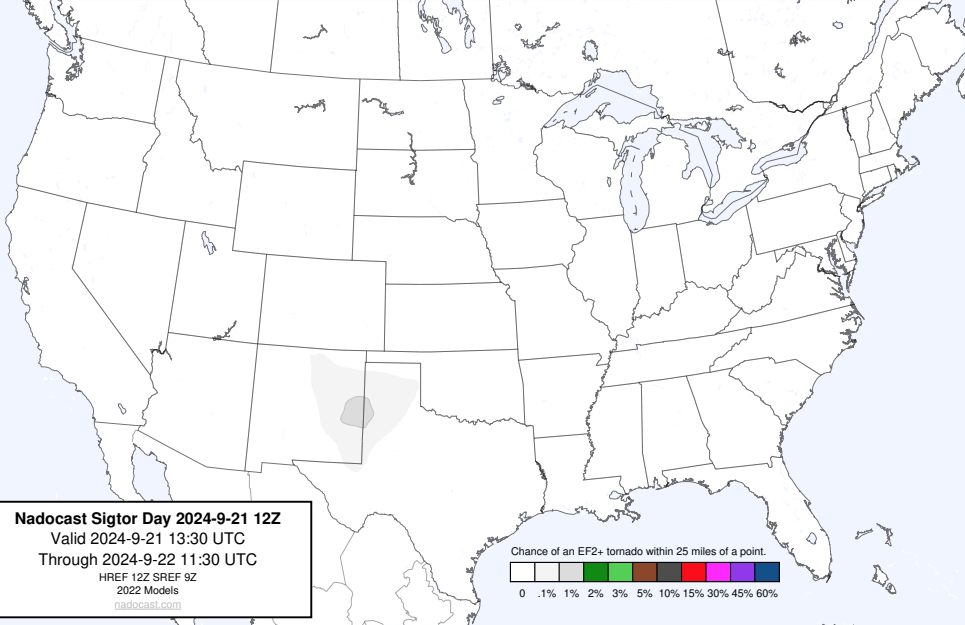 Nadocast Sigtor Day 2024-9-21 12Z
Valid 2024-9-21 13:30 UTC
Through 2024-9-22 11:30 UTC
HREF 12Z SREF 9Z
2022 Models
nadocast.com
Chance of an EF2+ tornado within 25 miles of a point.
0 .1% 1% 2% 3% 5% 10% 15% 30% 45% 60%